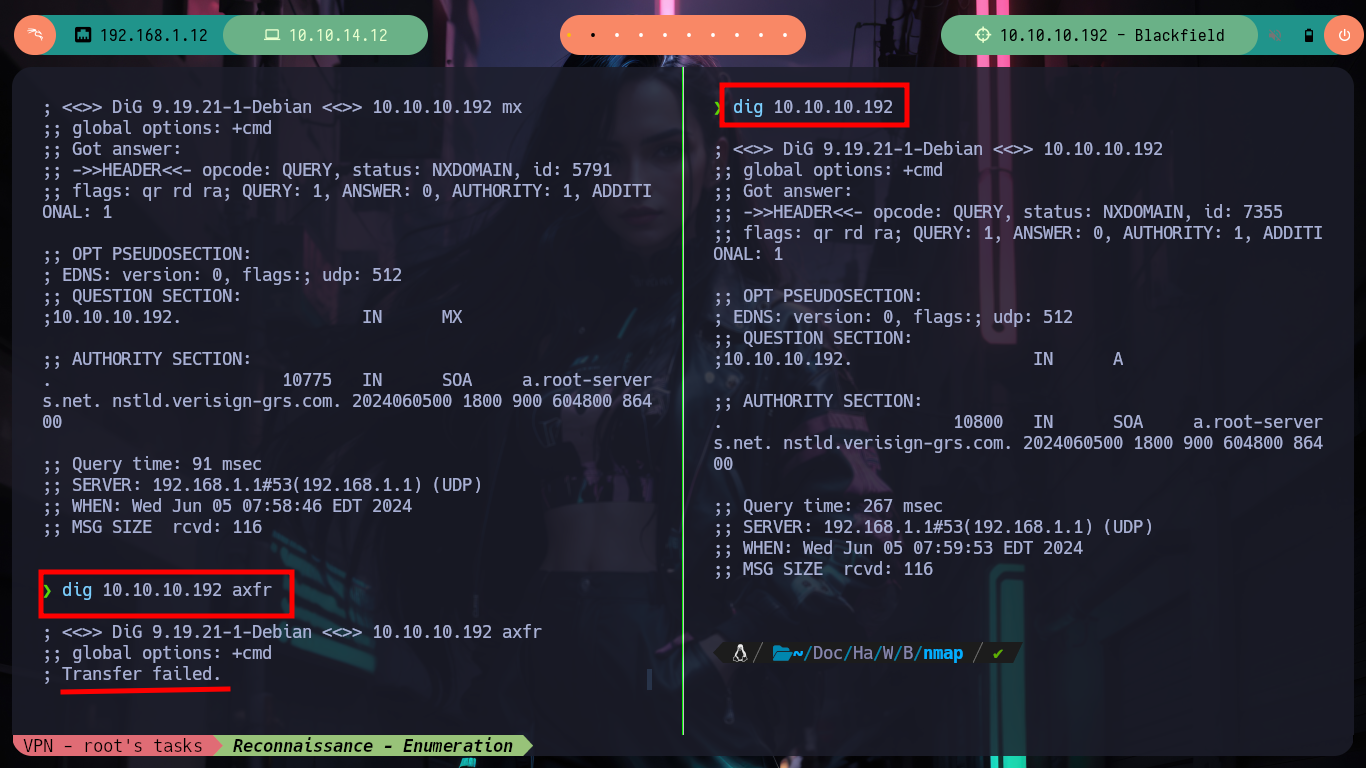 192.168.1.12
10.10.14.12
10.10.10.192 - Blackfield
; <<>> DiG 9.19.21-1-Debian <<>> 10.10.10.192 mx
;; global options: +cmd
;; Got answer:
;; ->>HEADER<<- opcode: QUERY, status: NXDOMAIN, id: 5791
;; flags: qr rd ra; QUERY: 1, ANSWER: 0, AUTHORITY: 1, ADDITI
ONAL: 1
;; OPT PSEUDOSECTION:
; EDNS: version: 0, flags:; udp: 512
;; QUESTION SECTION:
;10.10.10.192. IN MX
;; AUTHORITY SECTION:
. 10775 IN SOA a.root-server
s.net. nstld.verisign-grs.com. 2024060500 1800 900 604800 864
00
;; Query time: 91 msec
;; SERVER: 192.168.1.1#53(192.168.1.1) (UDP)
;; WHEN: Wed Jun 05 07:58:46 EDT 2024
;; MSG SIZE rcvd: 116
❯ dig 10.10.10.192 axfr
; <<>> DiG 9.19.21-1-Debian <<>> 10.10.10.192 axfr
;; global options: +cmd
; Transfer failed.
❯ dig 10.10.10.192
; <<>> DiG 9.19.21-1-Debian <<>> 10.10.10.192
;; global options: +cmd
;; Got answer:
;; ->>HEADER<<- opcode: QUERY, status: NXDOMAIN, id: 7355
;; flags: qr rd ra; QUERY: 1, ANSWER: 0, AUTHORITY: 1, ADDITI
ONAL: 1
;; OPT PSEUDOSECTION:
; EDNS: version: 0, flags:; udp: 512
;; QUESTION SECTION:
;10.10.10.192. IN A
;; AUTHORITY SECTION:
. 10800 IN SOA a.root-server
s.net. nstld.verisign-grs.com. 2024060500 1800 900 604800 864
00
;; Query time: 267 msec
;; SERVER: 192.168.1.1#53(192.168.1.1) (UDP)
;; WHEN: Wed Jun 05 07:59:53 EDT 2024
;; MSG SIZE rcvd: 116
/ ~/Doc/Ha/W/B/nmap / ✔
VPN - root's tasks Reconnaissance - Enumeration